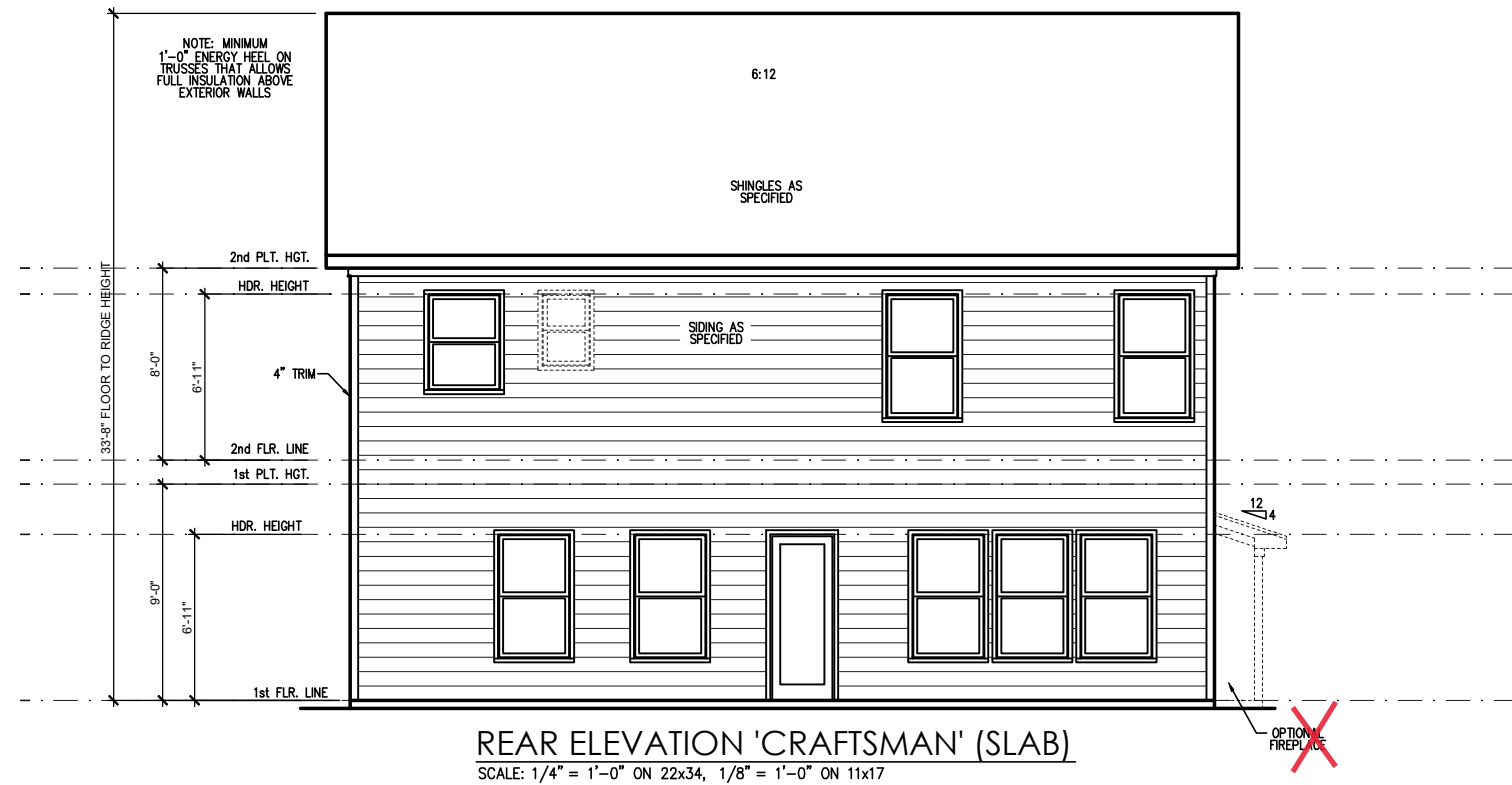 NOTE: MINIMUM
1'-0" ENERGY HEEL ON
TRUSSES THAT ALLOWS
FULL INSULATION ABOVE
EXTERIOR WALLS
6:12
SHINGLES AS
SPECIFIED
33'-8" FLOOR TO RIDGE HEIGHT
2nd PLT. HGT.
HDR. HEIGHT
SIDING AS
SPECIFIED
8'-0"
6'-11"
4" TRIM
2nd FLR. LINE
1st PLT. HGT.
12
4
HDR. HEIGHT
9'-0"
6'-11"
1st FLR. LINE
OPTIONAL
FIREPLACE
REAR ELEVATION 'CRAFTSMAN' (SLAB)
SCALE: 1/4" = 1'-0" ON 22x34, 1/8" = 1'-0" ON 11x17